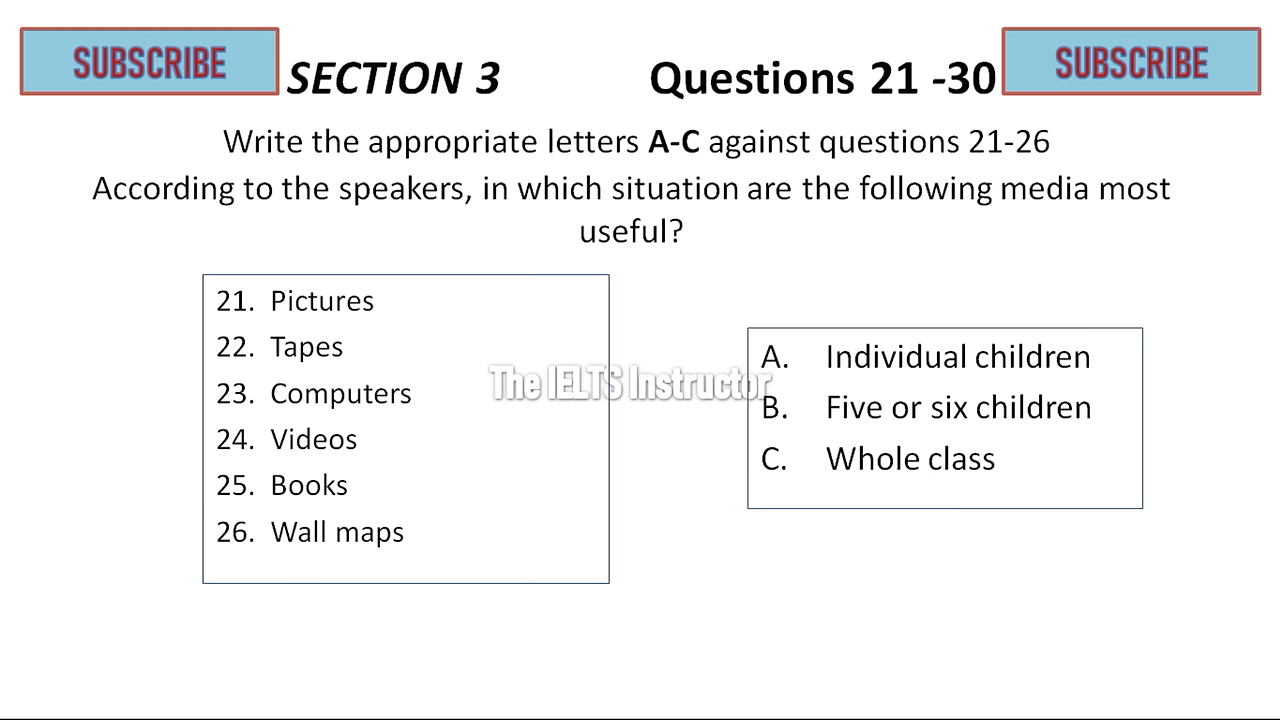 SUBSCRIBE
SUBSCRIBE
SECTION 3 Questions 21 -30
Write the appropriate letters A-C against questions 21-26
According to the speakers, in which situation are the following media most
useful?
21. Pictures
22. Tapes
23. Computers
24. Videos
25. Books
26. Wall maps
The IELTS Instructor
A. Individual children
B. Five or six children
C. Whole class